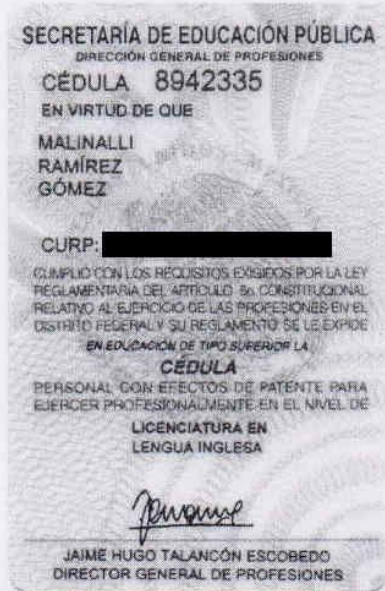 SECRETARÍA DE EDUCACIÓN PÚBLICA
DIRECCIÓN GENERAL DE PROFESIONES
CÉDULA 8942335
EN VIRTUD DE QUE
MALINALLI
RAMÍREZ
GÓMEZ
CURP:
CUMPLIO CON LOS REQUISITOS EXIGIDOS POR LA LEY
REGLAMENTARIA DEL ARTÍCULO 5o. CONSTITUCIONAL
RELATIVO AL EJERCICIO DE LAS PROFESIONES EN EL
DISTRITO FEDERAL Y SU REGLAMENTO SE LE EXPIDE
EN EDUCACIÓN DE TIPO SUPERIOR LA
CÉDULA
PERSONAL CON EFECTOS DE PATENTE PARA
EJERCER PROFESIONALMENTE EN EL NIVEL DE
LICENCIATURA EN
LENGUA INGLESA
JAIME HUGO TALANCÓN ESCOBEDO
DIRECTOR GENERAL DE PROFESIONES